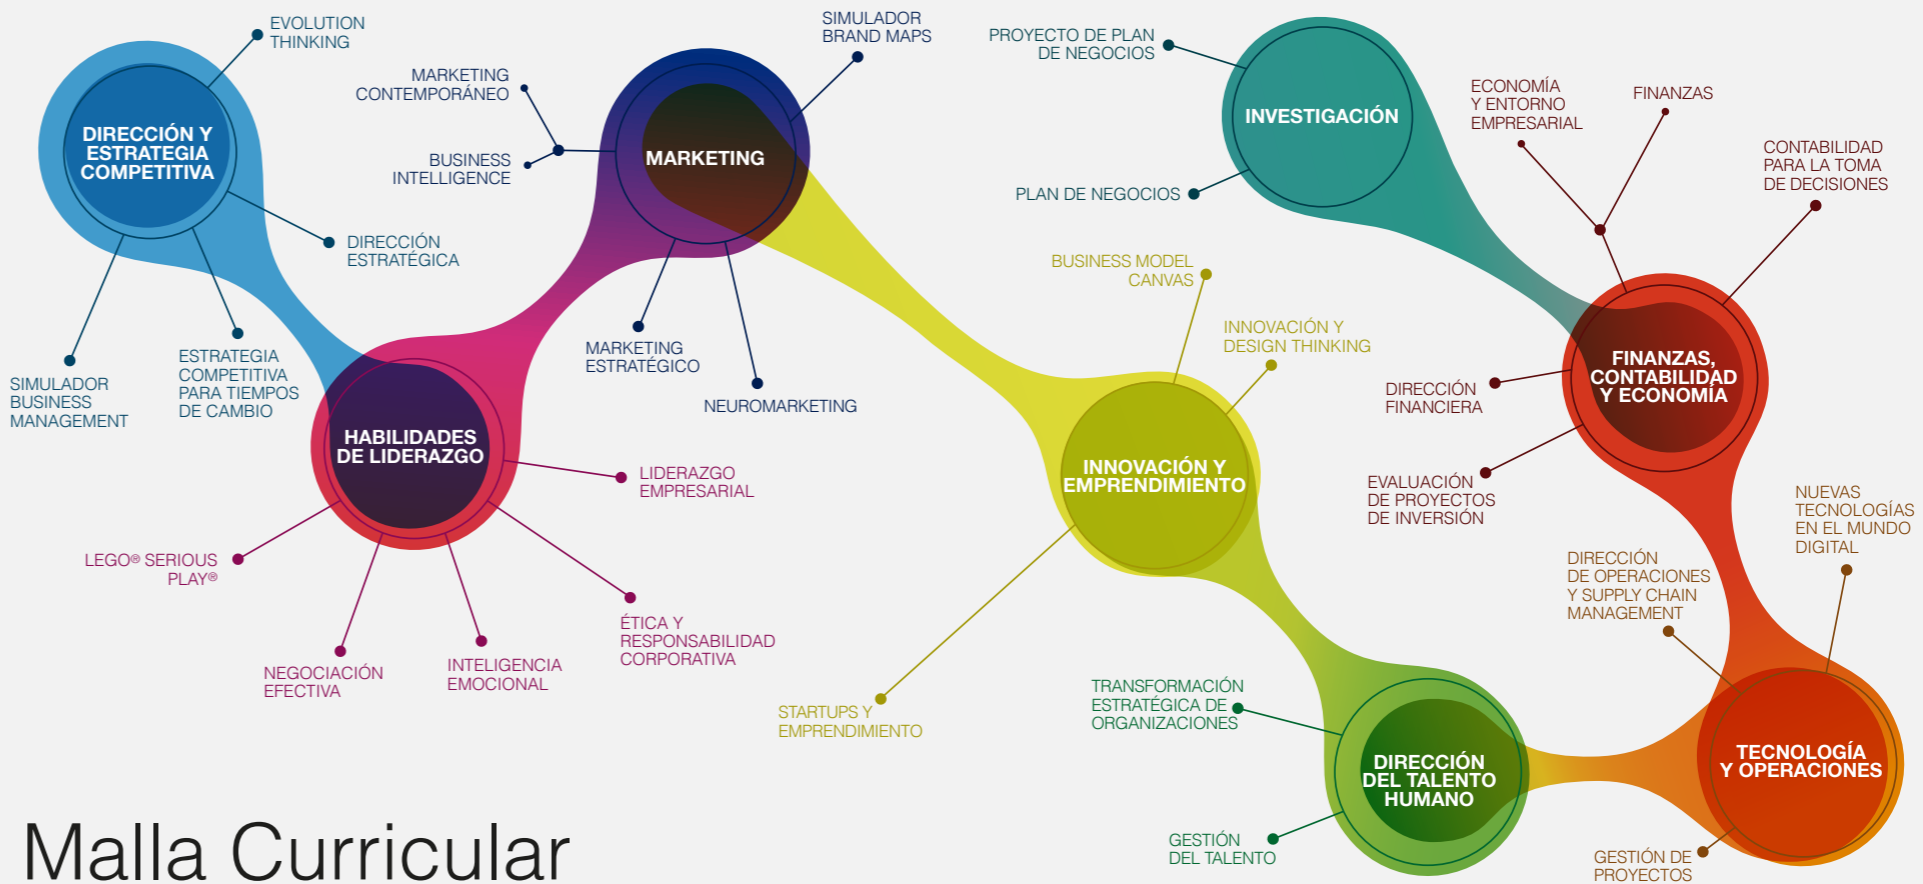 EVOLUTION
THINKING
DIRECCIÓN Y
ESTRATEGIA
COMPETITIVA
DIRECCIÓN
ESTRATÉGICA
SIMULADOR
BUSINESS
MANAGEMENT
ESTRATEGIA
COMPETITIVA
PARA TIEMPOS
DE CAMBIO
HABILIDADES
DE LIDERAZGO
LIDERAZGO
EMPRESARIAL
LEGO® SERIOUS
PLAY®
NEGOCIACIÓN
EFECTIVA
INTELIGENCIA
EMOCIONAL
ÉTICA Y
RESPONSABILIDAD
CORPORATIVA
SIMULADOR
BRAND MAPS
MARKETING
CONTEMPORÁNEO
BUSINESS
INTELLIGENCE
MARKETING
MARKETING
ESTRATÉGICO
NEUROMARKETING
BUSINESS MODEL
CANVAS
INNOVACIÓN Y
DESIGN THINKING
INNOVACIÓN Y
EMPRENDIMIENTO
STARTUPS Y
EMPRENDIMIENTO
TRANSFORMACIÓN
ESTRATÉGICA DE
ORGANIZACIONES
DIRECCIÓN
DEL TALENTO
HUMANO
GESTIÓN
DEL TALENTO
PROYECTO DE PLAN
DE NEGOCIOS
INVESTIGACIÓN
PLAN DE NEGOCIOS
ECONOMÍA
Y ENTORNO
EMPRESARIAL
FINANZAS
CONTABILIDAD
PARA LA TOMA
DE DECISIONES
FINANZAS,
CONTABILIDAD
Y ECONOMÍA
DIRECCIÓN
FINANCIERA
EVALUACIÓN
DE PROYECTOS
DE INVERSIÓN
NUEVAS
TECNOLOGÍAS
EN EL MUNDO
DIGITAL
DIRECCIÓN
DE OPERACIONES
Y SUPPLY CHAIN
MANAGEMENT
TECNOLOGÍA
Y OPERACIONES
GESTIÓN DE
PROYECTOS
Malla Curricular